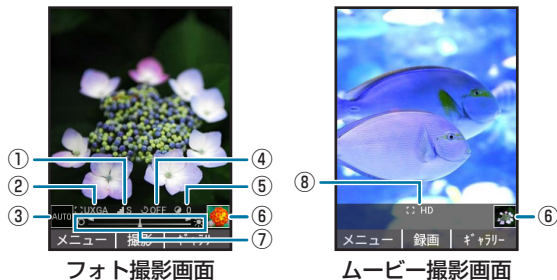 ①
④
②
⑤
⑧
UXGA S OFF 0
HD
③
AUTO
⑥
⑥
メニュー 撮影 ギャラリー
⑦
メニュー 録画 ギャラリー
フォト撮影画面
ムービー撮影画面